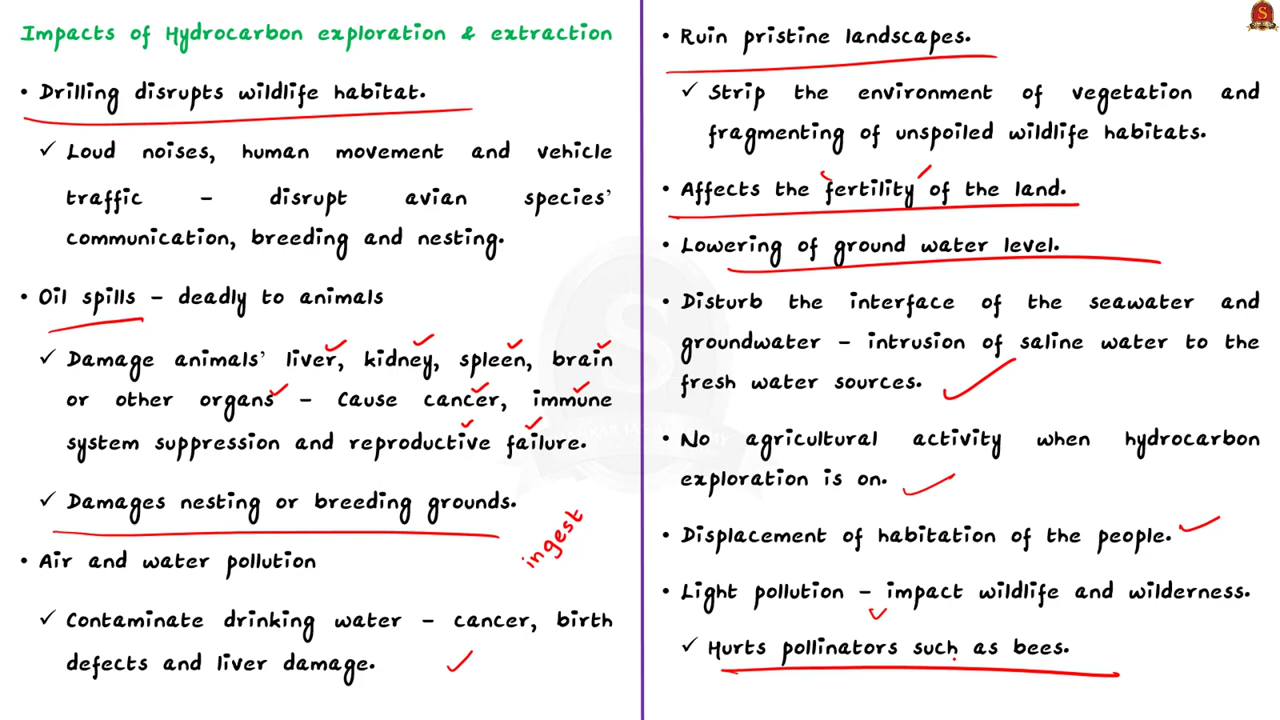 Impacts of Hydrocarbon exploration & extraction
• Drilling disrupts wildlife habitat.
✓ Loud noises, human movement and vehicle
traffic – disrupt avian species'
communication, breeding and nesting.
• Oil spills – deadly to animals
✓ Damage animals' liver, kidney, spleen, brain
or other organs – Cause cancer, immune
system suppression and reproductive failure.
✓ Damages nesting or breeding grounds.
ingest
• Air and water pollution
✓ Contaminate drinking water – cancer, birth
defects and liver damage.
• Ruin pristine landscapes.
✓ Strip the environment of vegetation and
fragmenting of unspoiled wildlife habitats.
• Affects the fertility of the land.
• Lowering of ground water level.
• Disturb the interface of the seawater and
groundwater – intrusion of saline water to the
fresh water sources.
• No agricultural activity when hydrocarbon
exploration is on.
• Displacement of habitation of the people.
• Light pollution – impact wildlife and wilderness.
✓ Hurts pollinators such as bees.
S